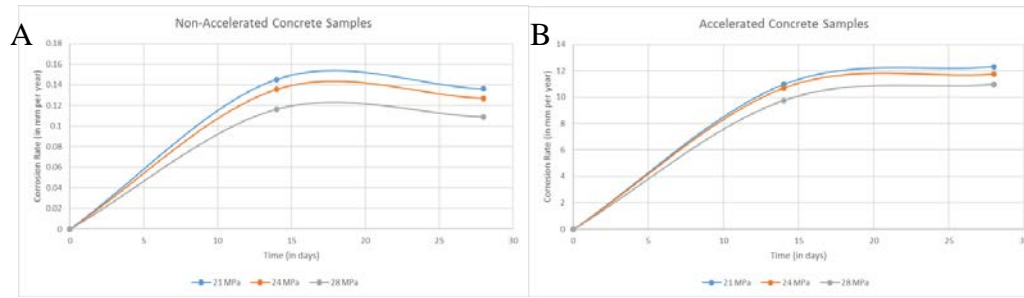 A
Non-Accelerated Concrete Samples
Corrosion Rate (in mm per year)
0.18
0.16
0.14
0.12
0.1
0.08
0.06
0.04
0.02
0
0 5 10 15 20 25 30
Time (in days)
21 MPa 24 MPa 28 MPa
B
Accelerated Concrete Samples
Corrosion Rate (in mm per year)
14
12
10
8
6
4
2
0
0 5 10 15 20 25 30
Time (in days)
21 MPa 24 MPa 28 MPa